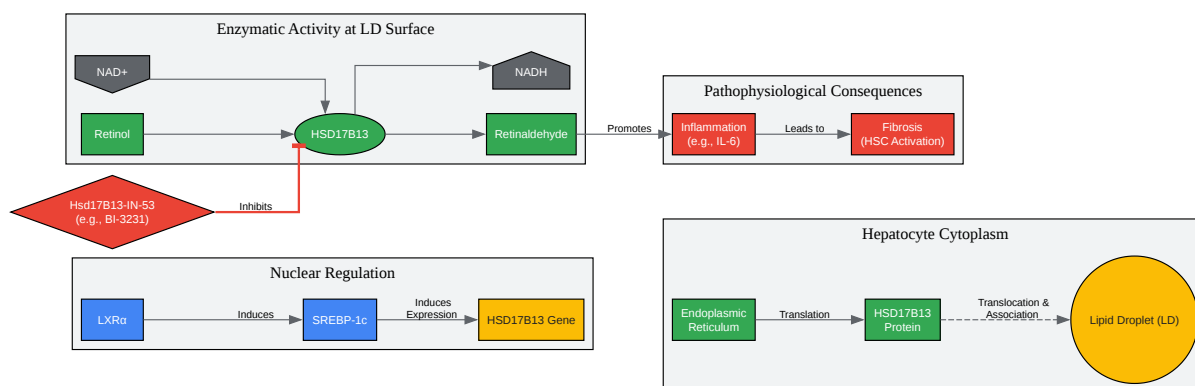 Enzymatic Activity at LD Surface
NAD+
NADH
Retinol
HSD17B13
Retinaldehyde
Promotes
Pathophysiological Consequences
Inflammation
(e.g., IL-6)
Leads to
Fibrosis
(HSC Activation)
Hsd17B13-IN-53
(e.g., BI-3231)
Inhibits
Nuclear Regulation
LXRα
Induces
SREBP-1c
Induces
Expression
HSD17B13 Gene
Hepatocyte Cytoplasm
Endoplasmic
Reticulum
Translation
HSD17B13
Protein
Translocation &
Association
Lipid Droplet (LD)